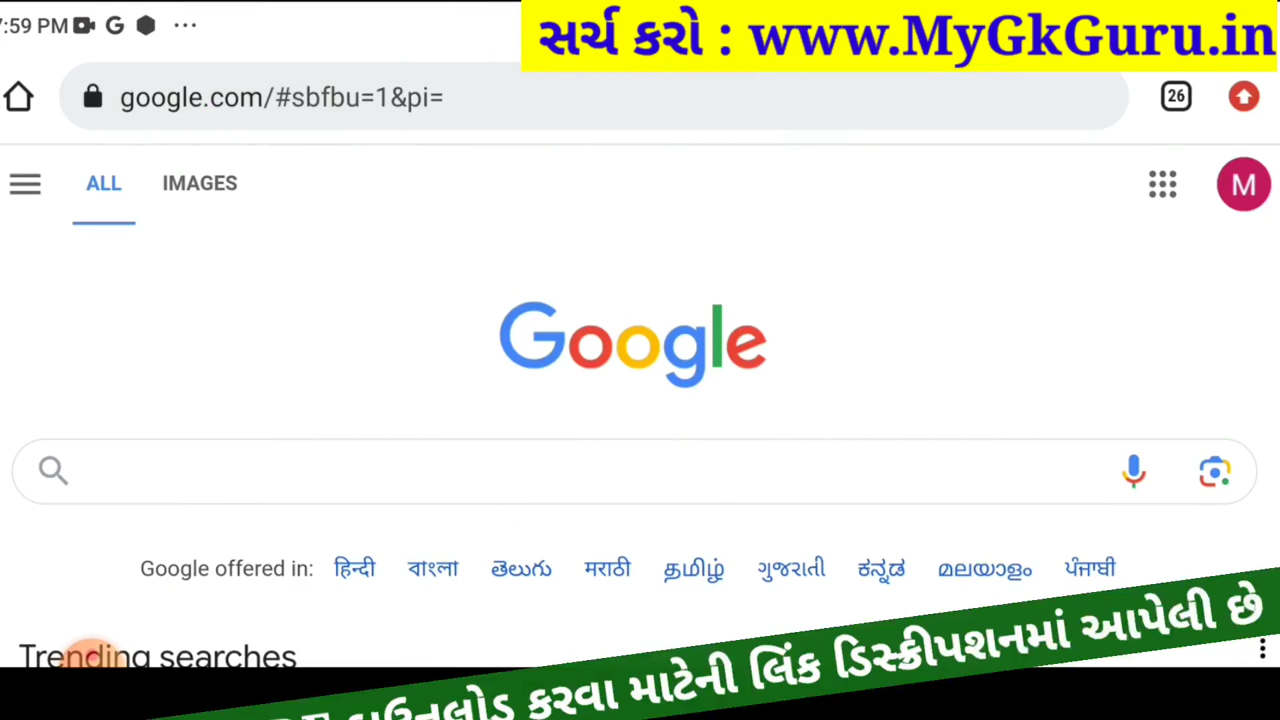 :59 PM
સર્ચ કરો : www.MyGkGuru.in
google.com/#sbfbu=1&pi=
26
ALL IMAGES
M
Google
Google offered in: हिन्दी বাংলা తెలుగు मराठी தமிழ் ગુજરાતી ಕನ್ನಡ മലയാളം ਪੰਜਾਬੀ
Trending searches
કરવા માટેની લિંક ડિસ્ક્રીપશનમાં આપેલી છે